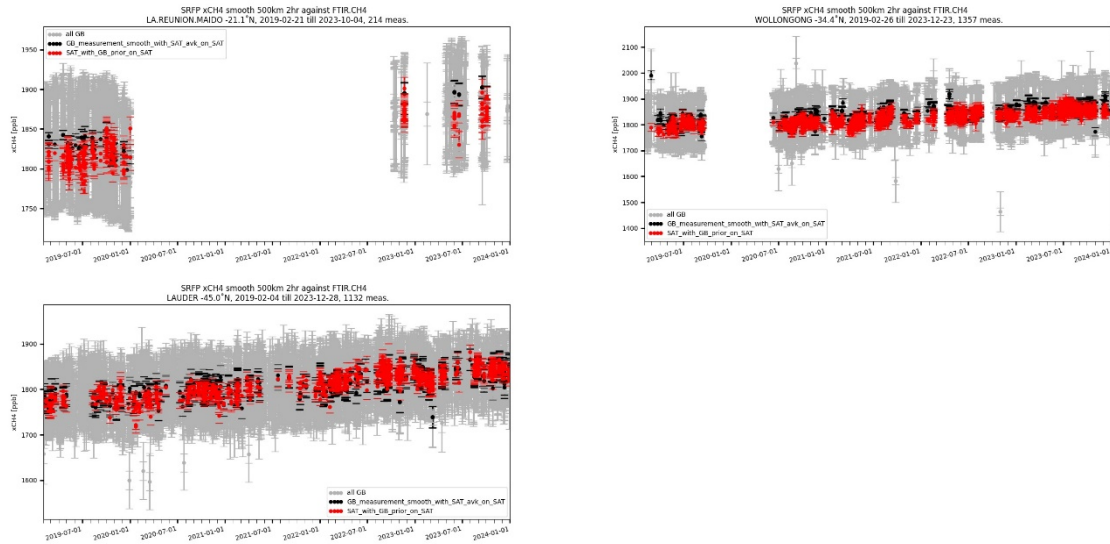 SRFP xCH4 smooth 500km 2hr against FTIR.CH4
LA.REUNION.MAIDO -21.1°N, 2019-02-21 till 2023-10-04, 214 meas.
all GB
GB_measurement_smooth_with_SAT_avk_on_SAT
SAT_with_GB_prior_on_SAT
xCH4 [ppb]
1950
1900
1850
1800
1750
2019-07-01 2020-01-01 2020-07-01 2021-01-01 2021-07-01 2022-01-01 2022-07-01 2023-01-01 2023-07-01 2024-01-01
SRFP xCH4 smooth 500km 2hr against FTIR.CH4
WOLLONGONG -34.4°N, 2019-02-26 till 2023-12-23, 1357 meas.
xCH4 [ppb]
2100
2000
1900
1800
1700
1600
1500
1400
all GB
GB_measurement_smooth_with_SAT_avk_on_SAT
SAT_with_GB_prior_on_SAT
2019-07-01 2020-01-01 2020-07-01 2021-01-01 2021-07-01 2022-01-01 2022-07-01 2023-01-01 2023-07-01 2024-01-01
SRFP xCH4 smooth 500km 2hr against FTIR.CH4
LAUDER -45.0°N, 2019-02-04 till 2023-12-28, 1132 meas.
xCH4 [ppb]
1900
1800
1700
1600
all GB
GB_measurement_smooth_with_SAT_avk_on_SAT
SAT_with_GB_prior_on_SAT
2019-07-01 2020-01-01 2020-07-01 2021-01-01 2021-07-01 2022-01-01 2022-07-01 2023-01-01 2023-07-01 2024-01-01